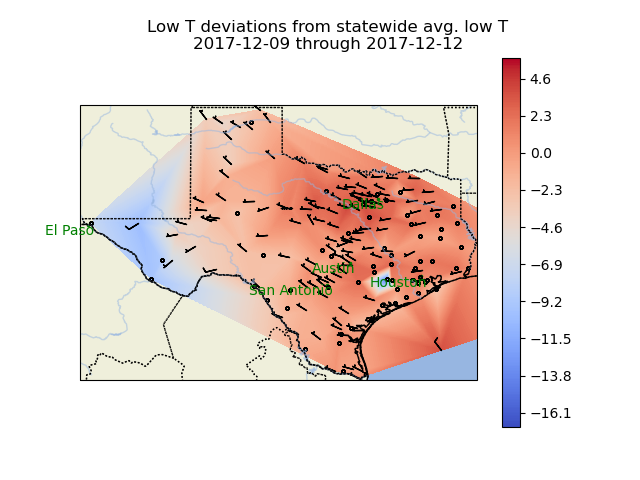 Low T deviations from statewide avg. low T
2017-12-09 through 2017-12-12
4.6
2.3
0.0
−2.3
−4.6
−6.9
−9.2
−11.5
−13.8
−16.1
Dallas
El Paso
Austin
Houston
San Antonio